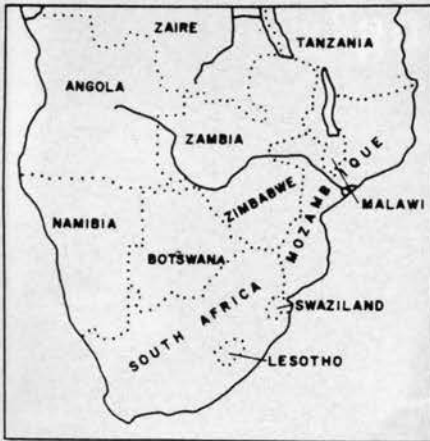 ZAIRE
TANZANIA
ANGOLA
ZAMBIA
MALAWI
ZIMBABWE
MOZAMBIQUE
NAMIBIA
BOTSWANA
SWAZILAND
SOUTH AFRICA
LESOTHO